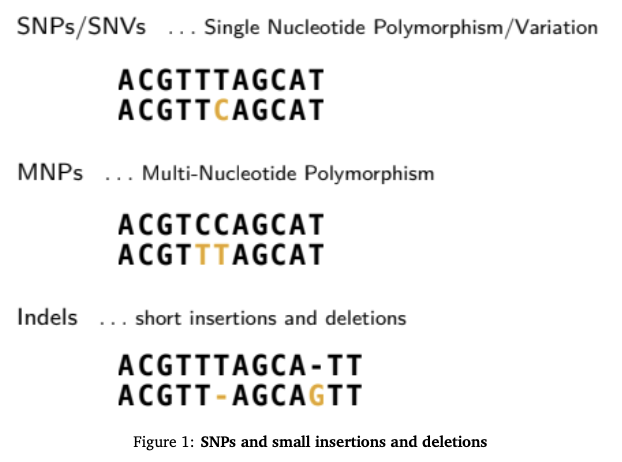 SNPs/SNVs ... Single Nucleotide Polymorphism/Variation
ACGTTTAGCAT
ACGTTCAGCAT
MNPs ... Multi-Nucleotide Polymorphism
ACGTCCAGCAT
ACGTTTAGCAT
Indels ... short insertions and deletions
ACGTTTAGCA-TT
ACGTT-AGCAGTT
Figure 1: SNPs and small insertions and deletions